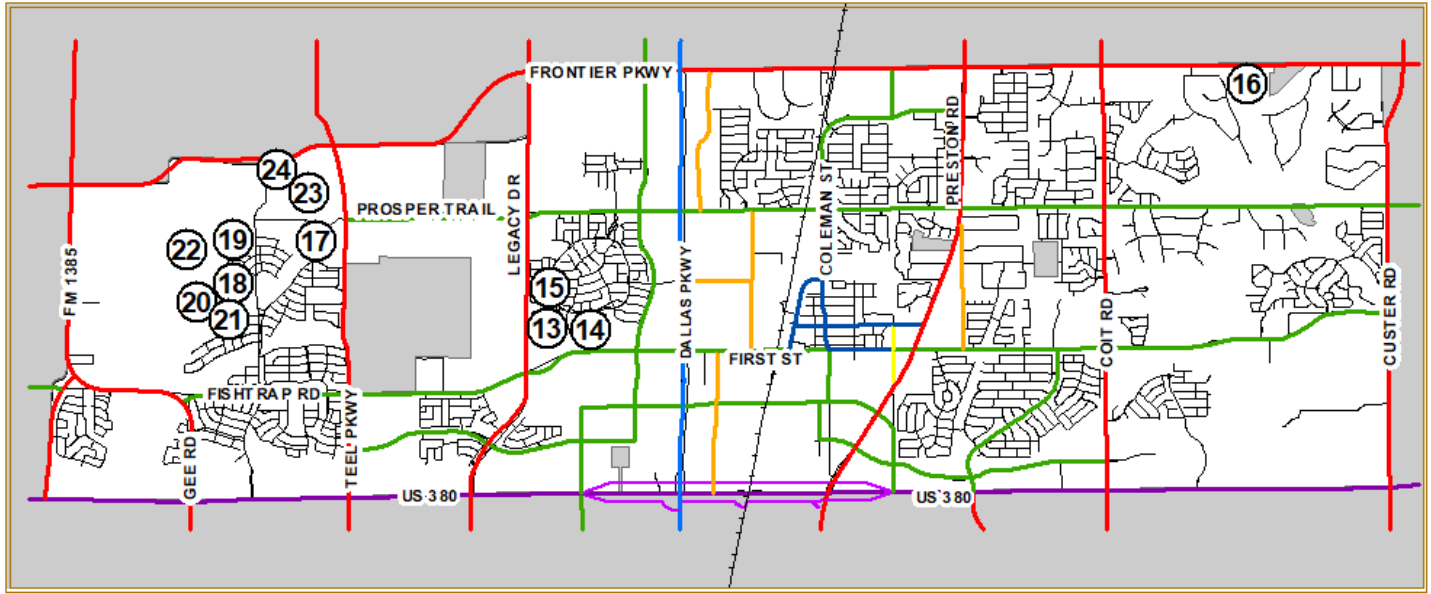 FRONTIER PKWY
16
24
23
PRESTON RD
COLEMAN ST
PROSPER TRAIL
LEGACY DR
22
19
17
FM 1385
18
20
21
15
13
14
DALLAS PKWY
COIT RD
CUSTER RD
FIRST ST
FISHTRAP RD
GEE RD
TEEL PKWY
US 380
US 380